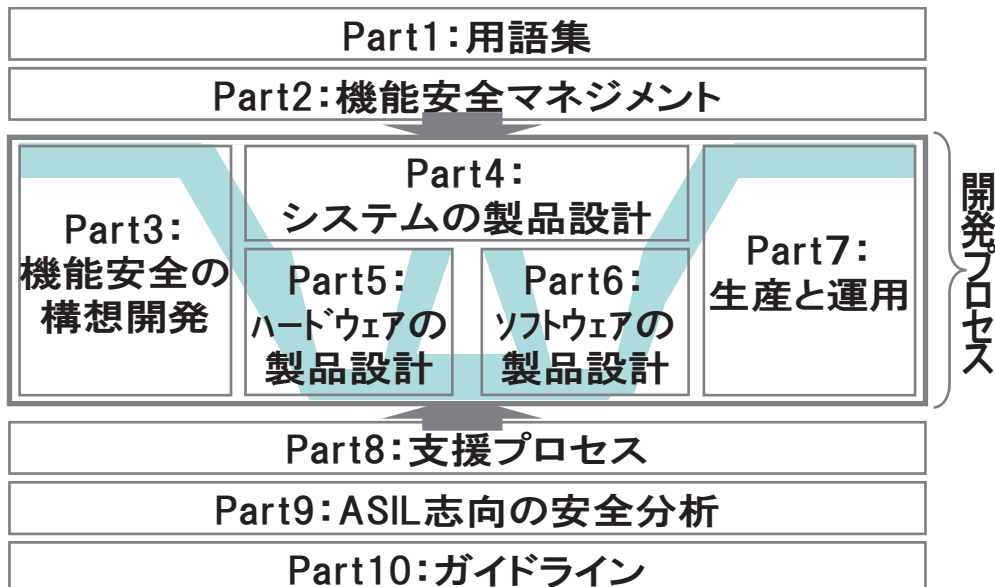 Part1：用語集
Part2：機能安全マネジメント
Part3：
機能安全の
構想開発
Part4：
システムの製品設計
Part5：
ハードウェアの
製品設計
Part6：
ソフトウェアの
製品設計
Part7：
生産と運用
開発プロセス
Part8：支援プロセス
Part9：ASIL志向の安全分析
Part10：ガイドライン